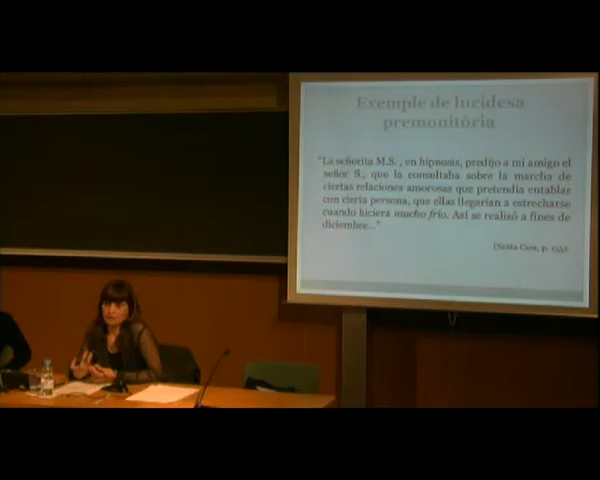 Exemple de lucidesa
premonitòria
"La señorita M.S. , en hipnosis, predijo a mi amigo el
señor S., que la consultaba sobre la marcha de
ciertas relaciones amorosas que pretendía entablar
con cierta persona, que ellas llegarían a estrecharse
cuando hiciera mucho frío. Así se realizó a fines de
diciembre..."
p. 155).